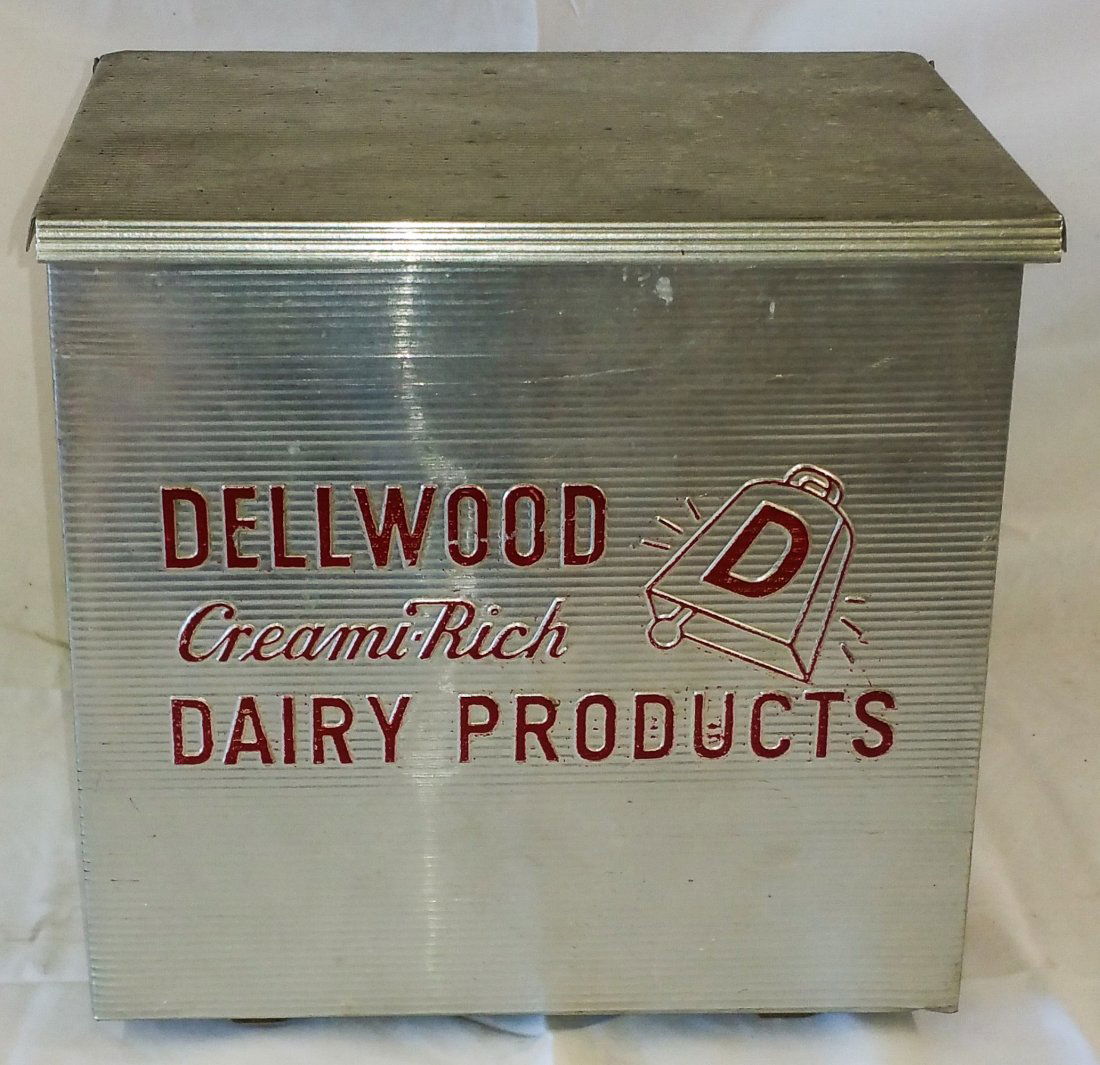 DELLWOOD
D
Creami-Rich
DAIRY PRODUCTS